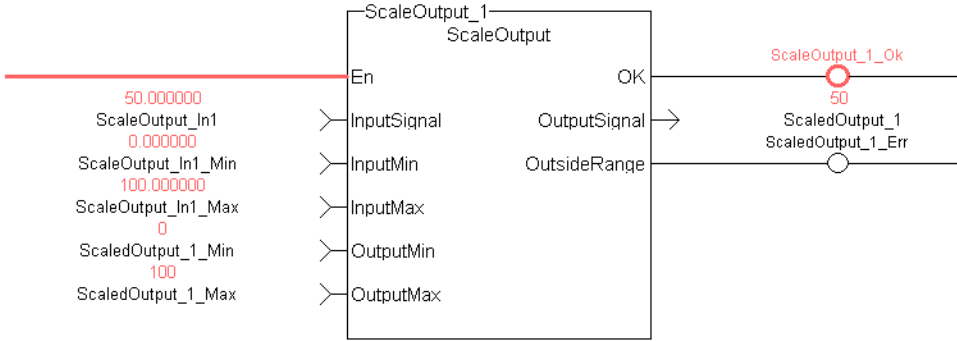 ScaleOutput_1
ScaleOutput
ScaleOutput_1_Ok
En
OK
50.000000
50
ScaleOutput_In1
InputSignal
OutputSignal
ScaledOutput_1
0.000000
ScaledOutput_1_Err
ScaleOutput_In1_Min
InputMin
OutsideRange
100.000000
ScaleOutput_In1_Max
InputMax
0
ScaledOutput_1_Min
OutputMin
100
ScaledOutput_1_Max
OutputMax